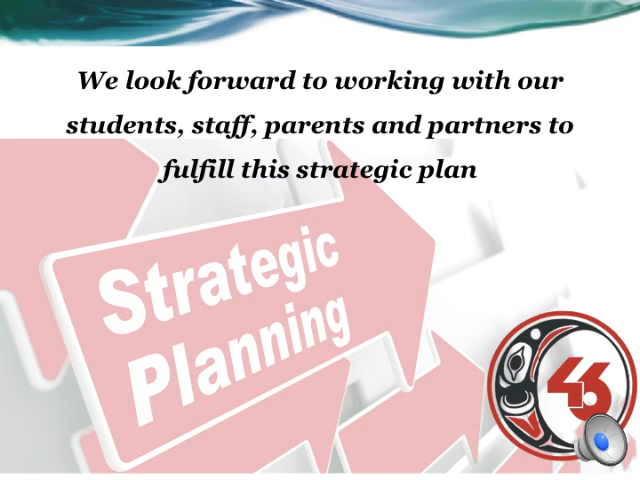 We look forward to working with our
students, staff, parents and partners to
fulfill this strategic plan
Strategic
Planning
46